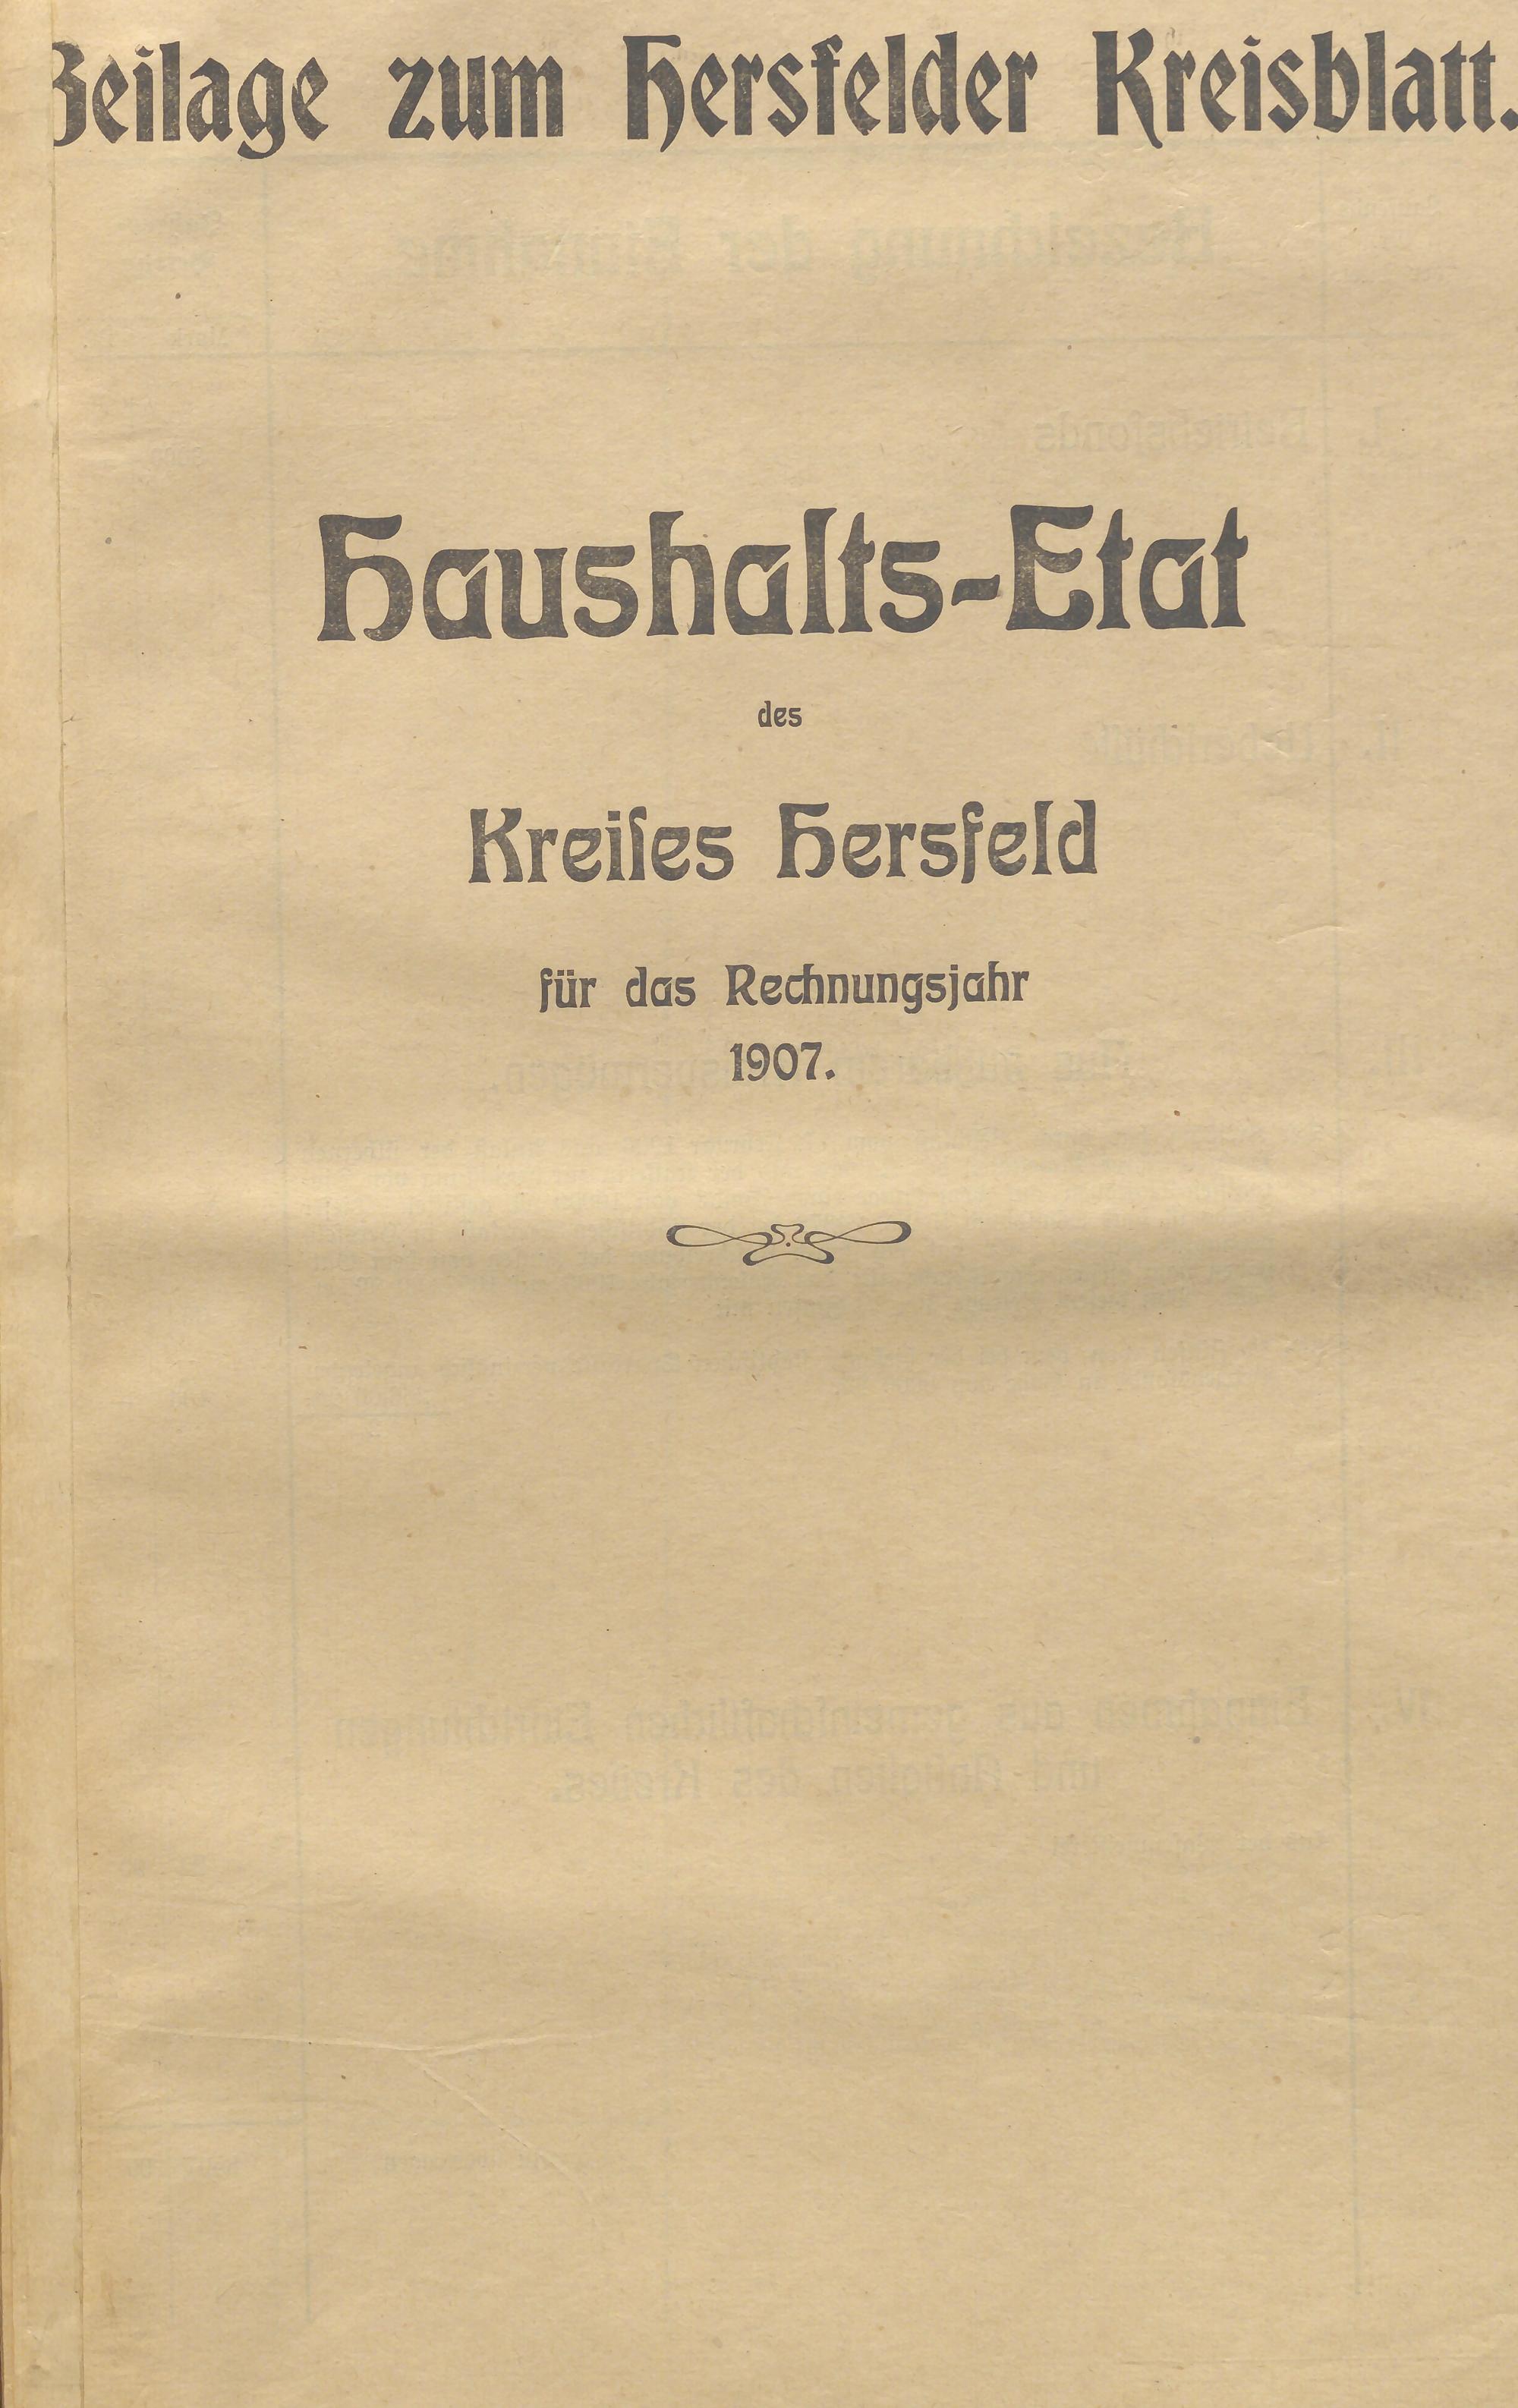 Beilage zum Hersfelder Kreisblatt.
Haushalts-Etat
des
Kreiſes Hersfeld
für das Rechnungsjahr
1907.